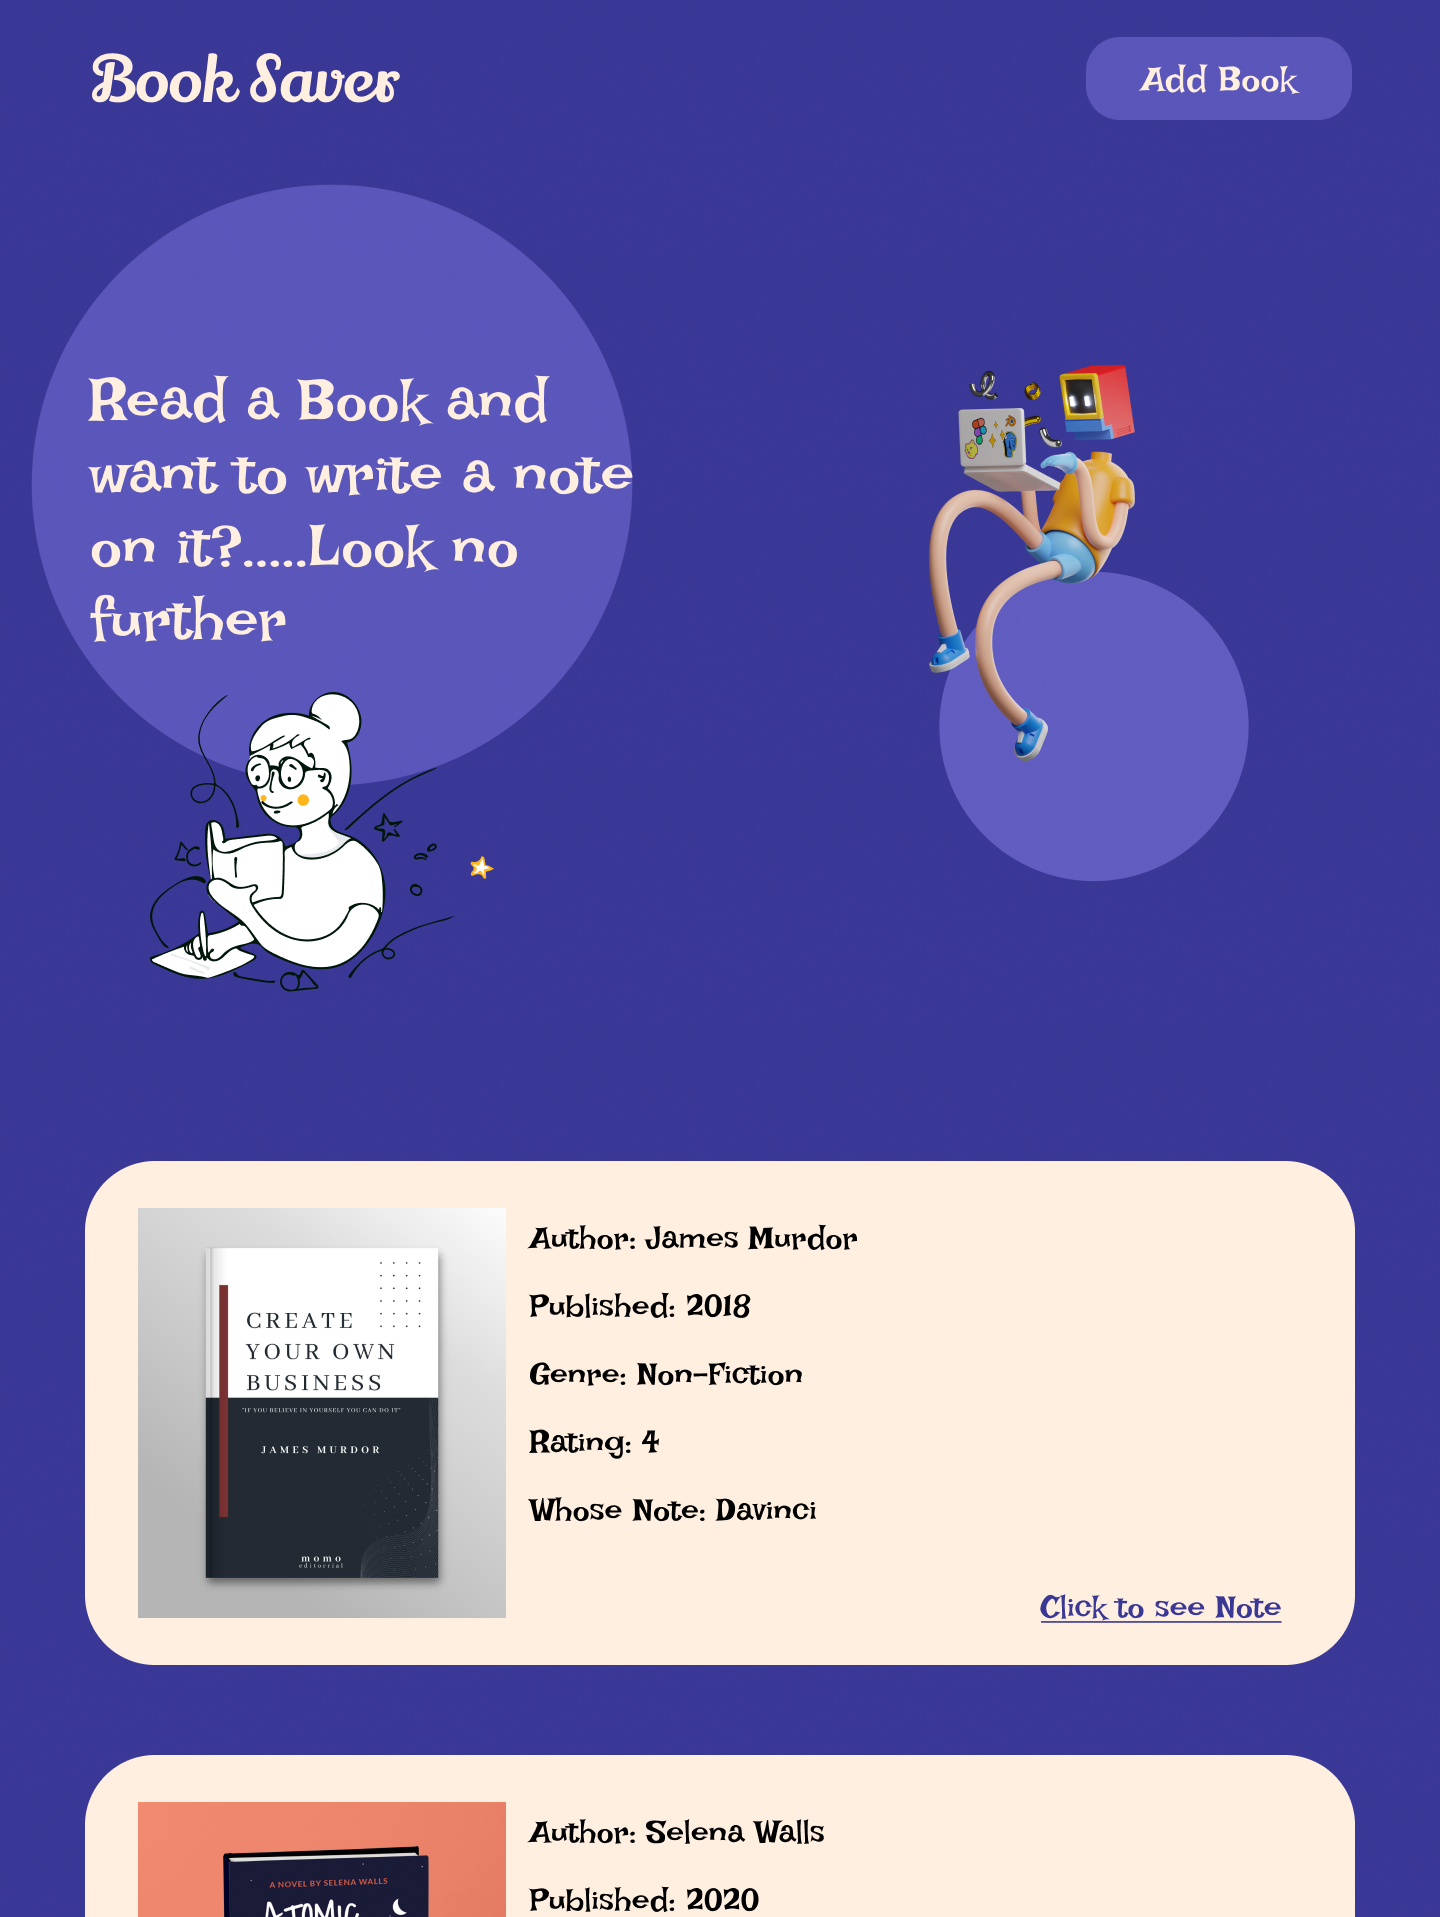 Book Saver
Add Book
Read a Book and
want to write a note
on it?.....Look no
further
CREATE
YOUR OWN
BUSINESS
"IF YOU BELIEVE IN YOURSELF YOU CAN DO IT"
JAMES MURDOR
momo
editorrial
Author: James Murdor
Published: 2018
Genre: Non-Fiction
Rating: 4
Whose Note: Davinci
Click to see Note
A NOVEL BY SELENA WALLS
ATOMIC
Author: Selena Walls
Published: 2020